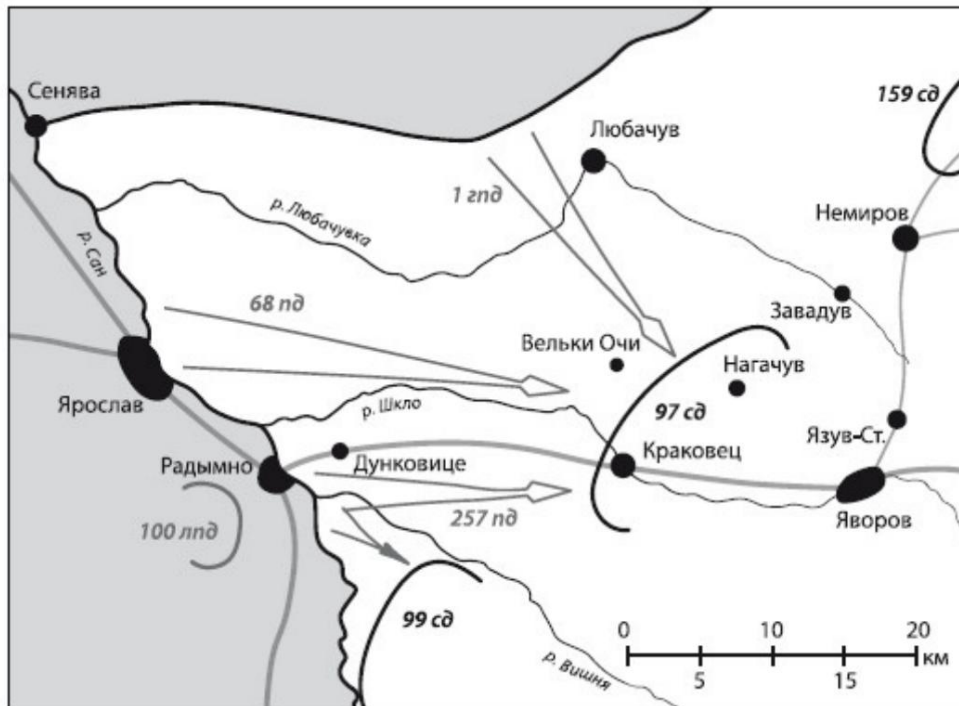 159 сд
Сенява
Любачув
1 гпд
Немиров
р. Любачувка
р. Сан
68 пд
Завадув
Вельки Очи
Нагачув
Ярослав
р. Шкло
97 сд
Язув-Ст.
Краковец
Радымно
Дунковице
257 пд
Яворов
100 лпд
99 сд
0 10 20
км
5 15
р. Вишня